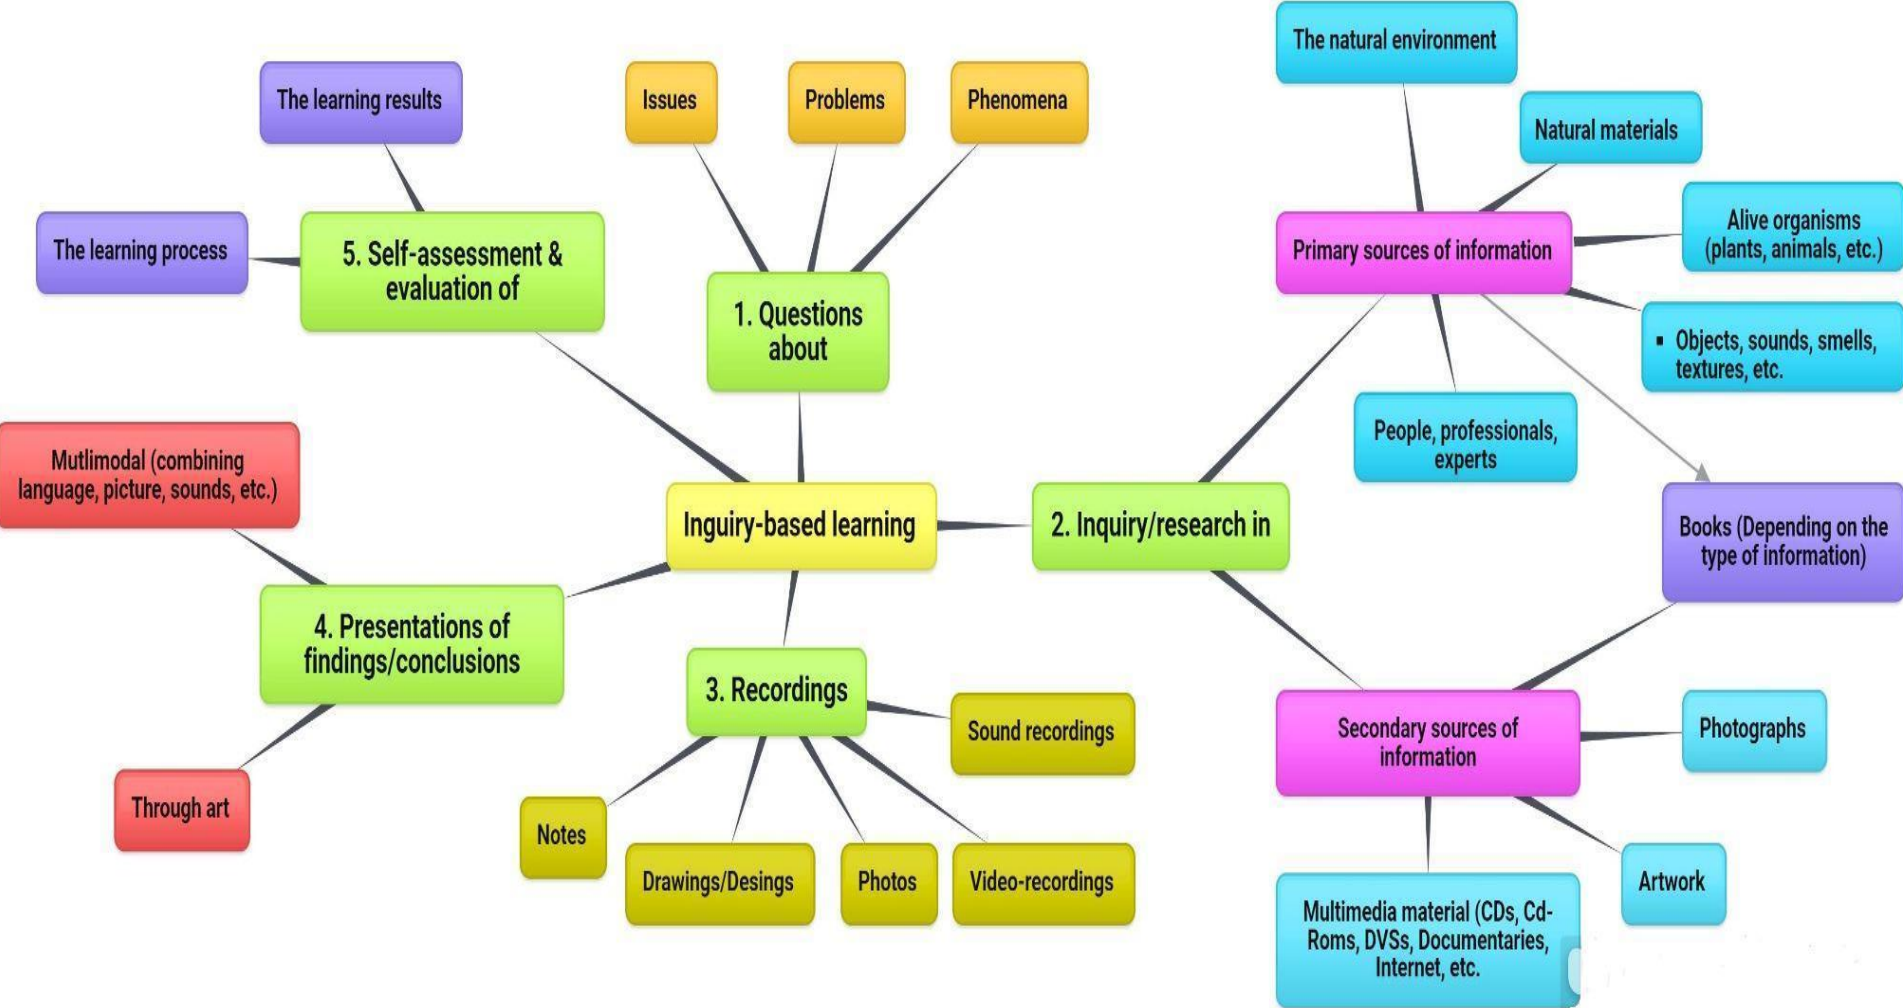 The natural environment
The learning results
Issues
Problems
Phenomena
Natural materials
The learning process
5. Self-assessment &
evaluation of
1. Questions
about
Primary sources of information
Alive organisms
(plants, animals, etc.)
▪ Objects, sounds, smells,
textures, etc.
People, professionals,
experts
Mutlimodal (combining
language, picture, sounds, etc.)
Inguiry-based learning
2. Inquiry/research in
Books (Depending on the
type of information)
4. Presentations of
findings/conclusions
3. Recordings
Sound recordings
Secondary sources of
information
Photographs
Through art
Notes
Drawings/Desings
Photos
Video-recordings
Artwork
Multimedia material (CDs, Cd-
Roms, DVSs, Documentaries,
Internet, etc.